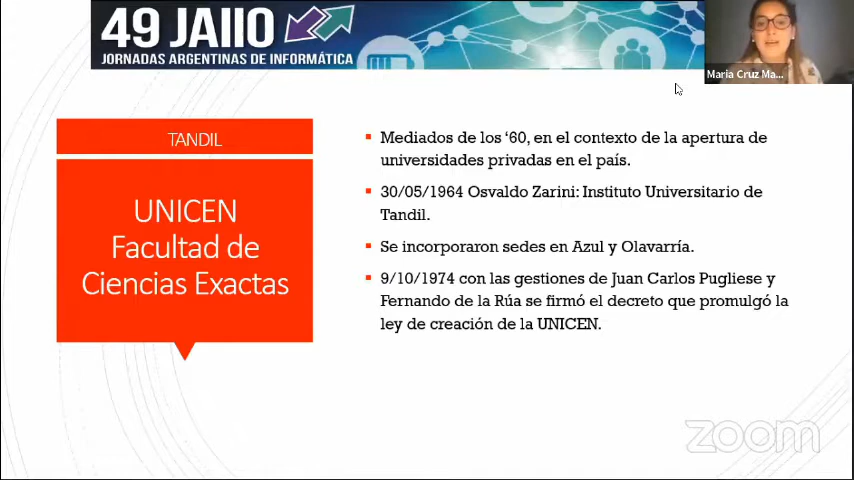 49 JAIIO
JORNADAS ARGENTINAS DE INFORMÁTICA
Maria Cruz Ma...
TANDIL
UNICEN
Facultad de
Ciencias Exactas
Mediados de los ‘60, en el contexto de la apertura de
universidades privadas en el país.
30/05/1964 Osvaldo Zarini: Instituto Universitario de
Tandil.
Se incorporaron sedes en Azul y Olavarría.
9/10/1974 con las gestiones de Juan Carlos Pugliese y
Fernando de la Rúa se firmó el decreto que promulgó la
ley de creación de la UNICEN.
zoom